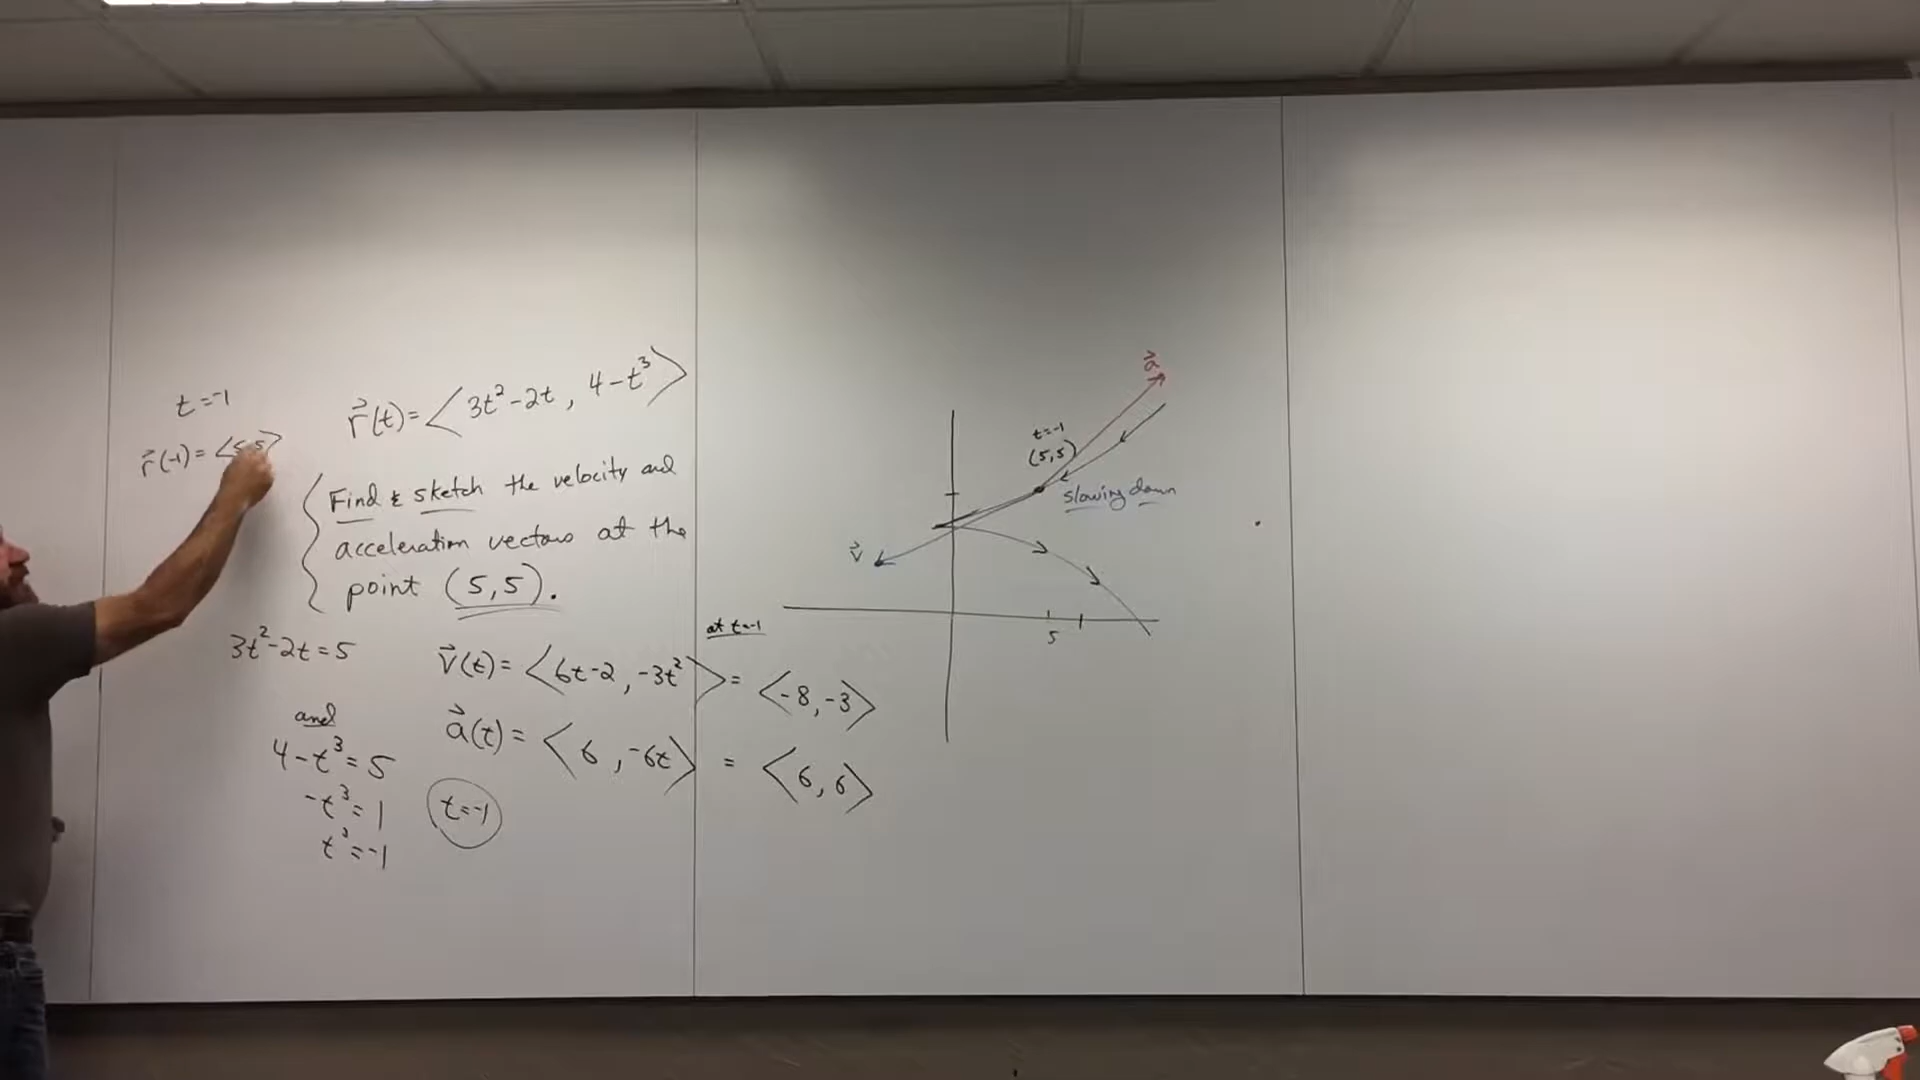 t=-1
r⃗(-1) = <5,5>
r⃗(t) = <3t²-2t, 4-t³>
Find & sketch the velocity and
acceleration vectors at the
point (5,5).
3t²-2t=5
and
4-t³=5
-t³=1
t³=-1
t=-1
at t=-1
v⃗(t) = <6t-2, -3t²> = <-8,-3>
a⃗(t) = <6, -6t> = <6, 6>
a⃗
t=-1
(5,5)
slowing down
v⃗
5